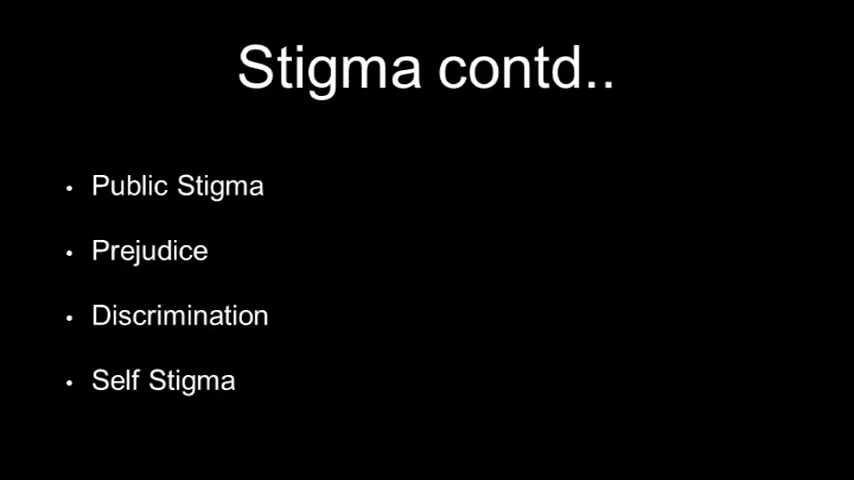 Stigma contd..
• Public Stigma
• Prejudice
• Discrimination
• Self Stigma